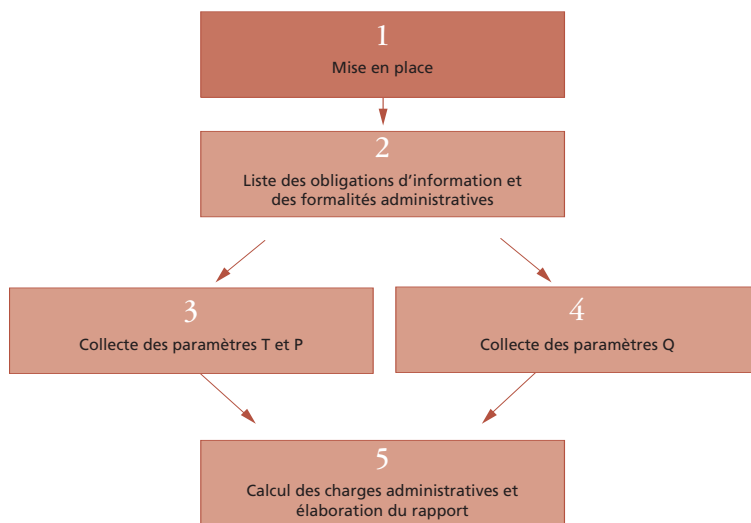 1
Mise en place
2
Liste des obligations d’information et
des formalités administratives
3
Collecte des paramètres T et P
4
Collecte des paramètres Q
5
Calcul des charges administratives et
élaboration du rapport